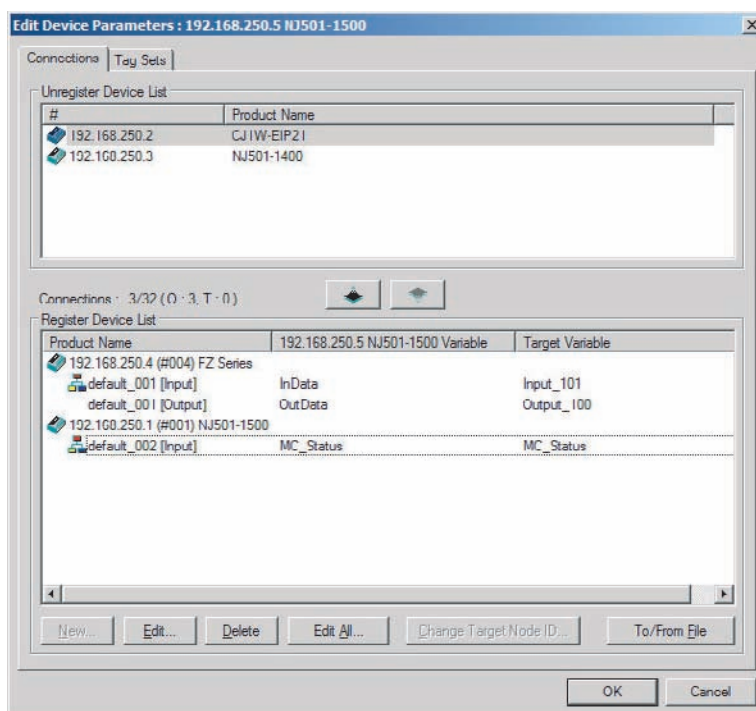 Edit Device Parameters : 192.168.250.5 NJ501-1500
Connections Tag Sets
Unregister Device List
# Product Name
192.168.250.2 CJ1W-EIP21
192.168.250.3 NJ501-1400
Connections : 3/32 ( O : 3, T : 0 )
Register Device List
Product Name 192.168.250.5 NJ501-1500 Variable Target Variable
192.168.250.4 (#004) FZ Series
default_001 [Input] InData Input_101
default_001 [Output] OutData Output_100
192.168.250.1 (#001) NJ501-1500
default_002 [Input] MC_Status MC_Status
New... Edit... Delete Edit All... Change Target Node ID... To/From File
OK Cancel